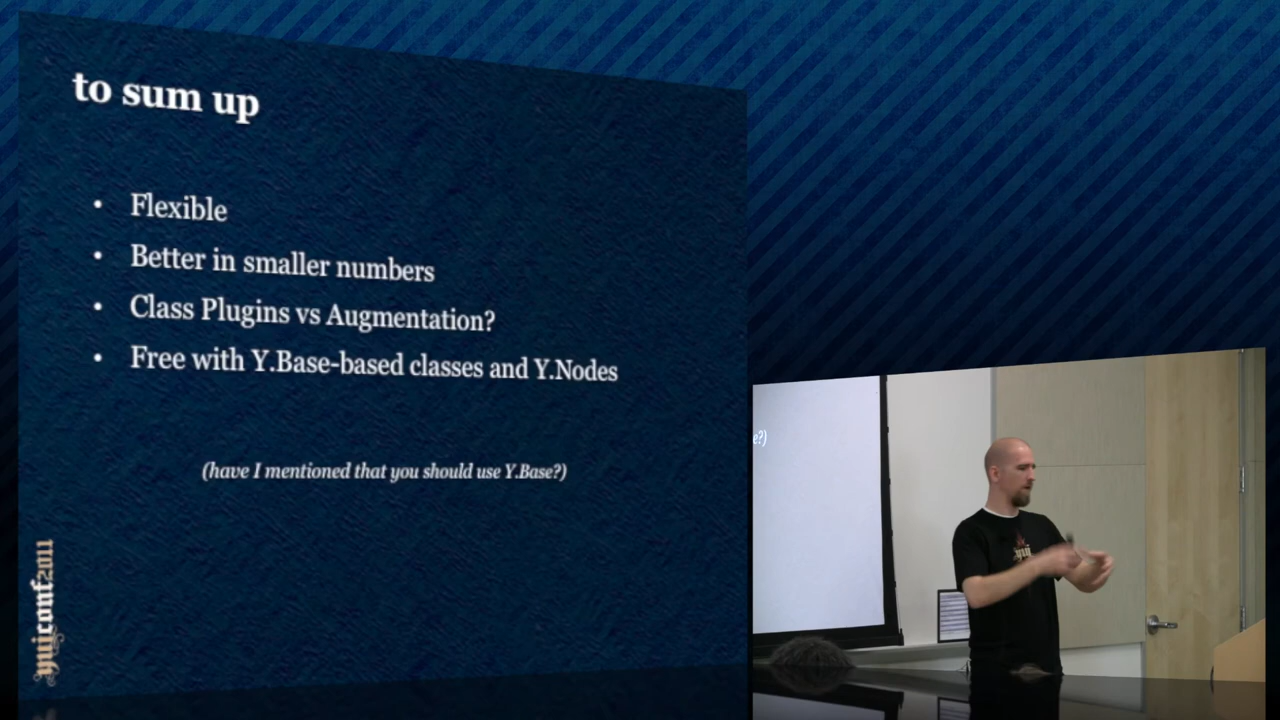 to sum up
• Flexible
• Better in smaller numbers
• Class Plugins vs Augmentation?
• Free with Y.Base-based classes and Y.Nodes
(have I mentioned that you should use Y.Base?)
yuiconf2011
e?)
yui